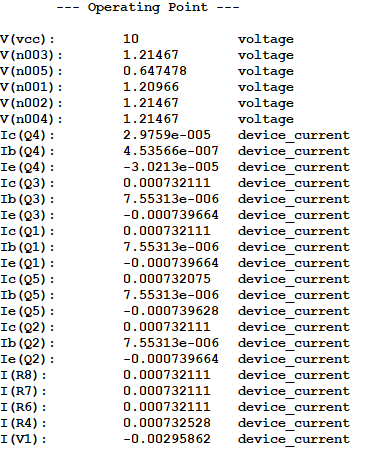 --- Operating Point ---
V(vcc): 10 voltage
V(n003): 1.21467 voltage
V(n005): 0.647478 voltage
V(n001): 1.20966 voltage
V(n002): 1.21467 voltage
V(n004): 1.21467 voltage
Ic(Q4): 2.9759e-005 device_current
Ib(Q4): 4.53566e-007 device_current
Ie(Q4): -3.0213e-005 device_current
Ic(Q3): 0.000732111 device_current
Ib(Q3): 7.55313e-006 device_current
Ie(Q3): -0.000739664 device_current
Ic(Q1): 0.000732111 device_current
Ib(Q1): 7.55313e-006 device_current
Ie(Q1): -0.000739664 device_current
Ic(Q5): 0.000732075 device_current
Ib(Q5): 7.55313e-006 device_current
Ie(Q5): -0.000739628 device_current
Ic(Q2): 0.000732111 device_current
Ib(Q2): 7.55313e-006 device_current
Ie(Q2): -0.000739664 device_current
I(R8): 0.000732111 device_current
I(R7): 0.000732111 device_current
I(R6): 0.000732111 device_current
I(R4): 0.000732528 device_current
I(V1): -0.00295862 device_current